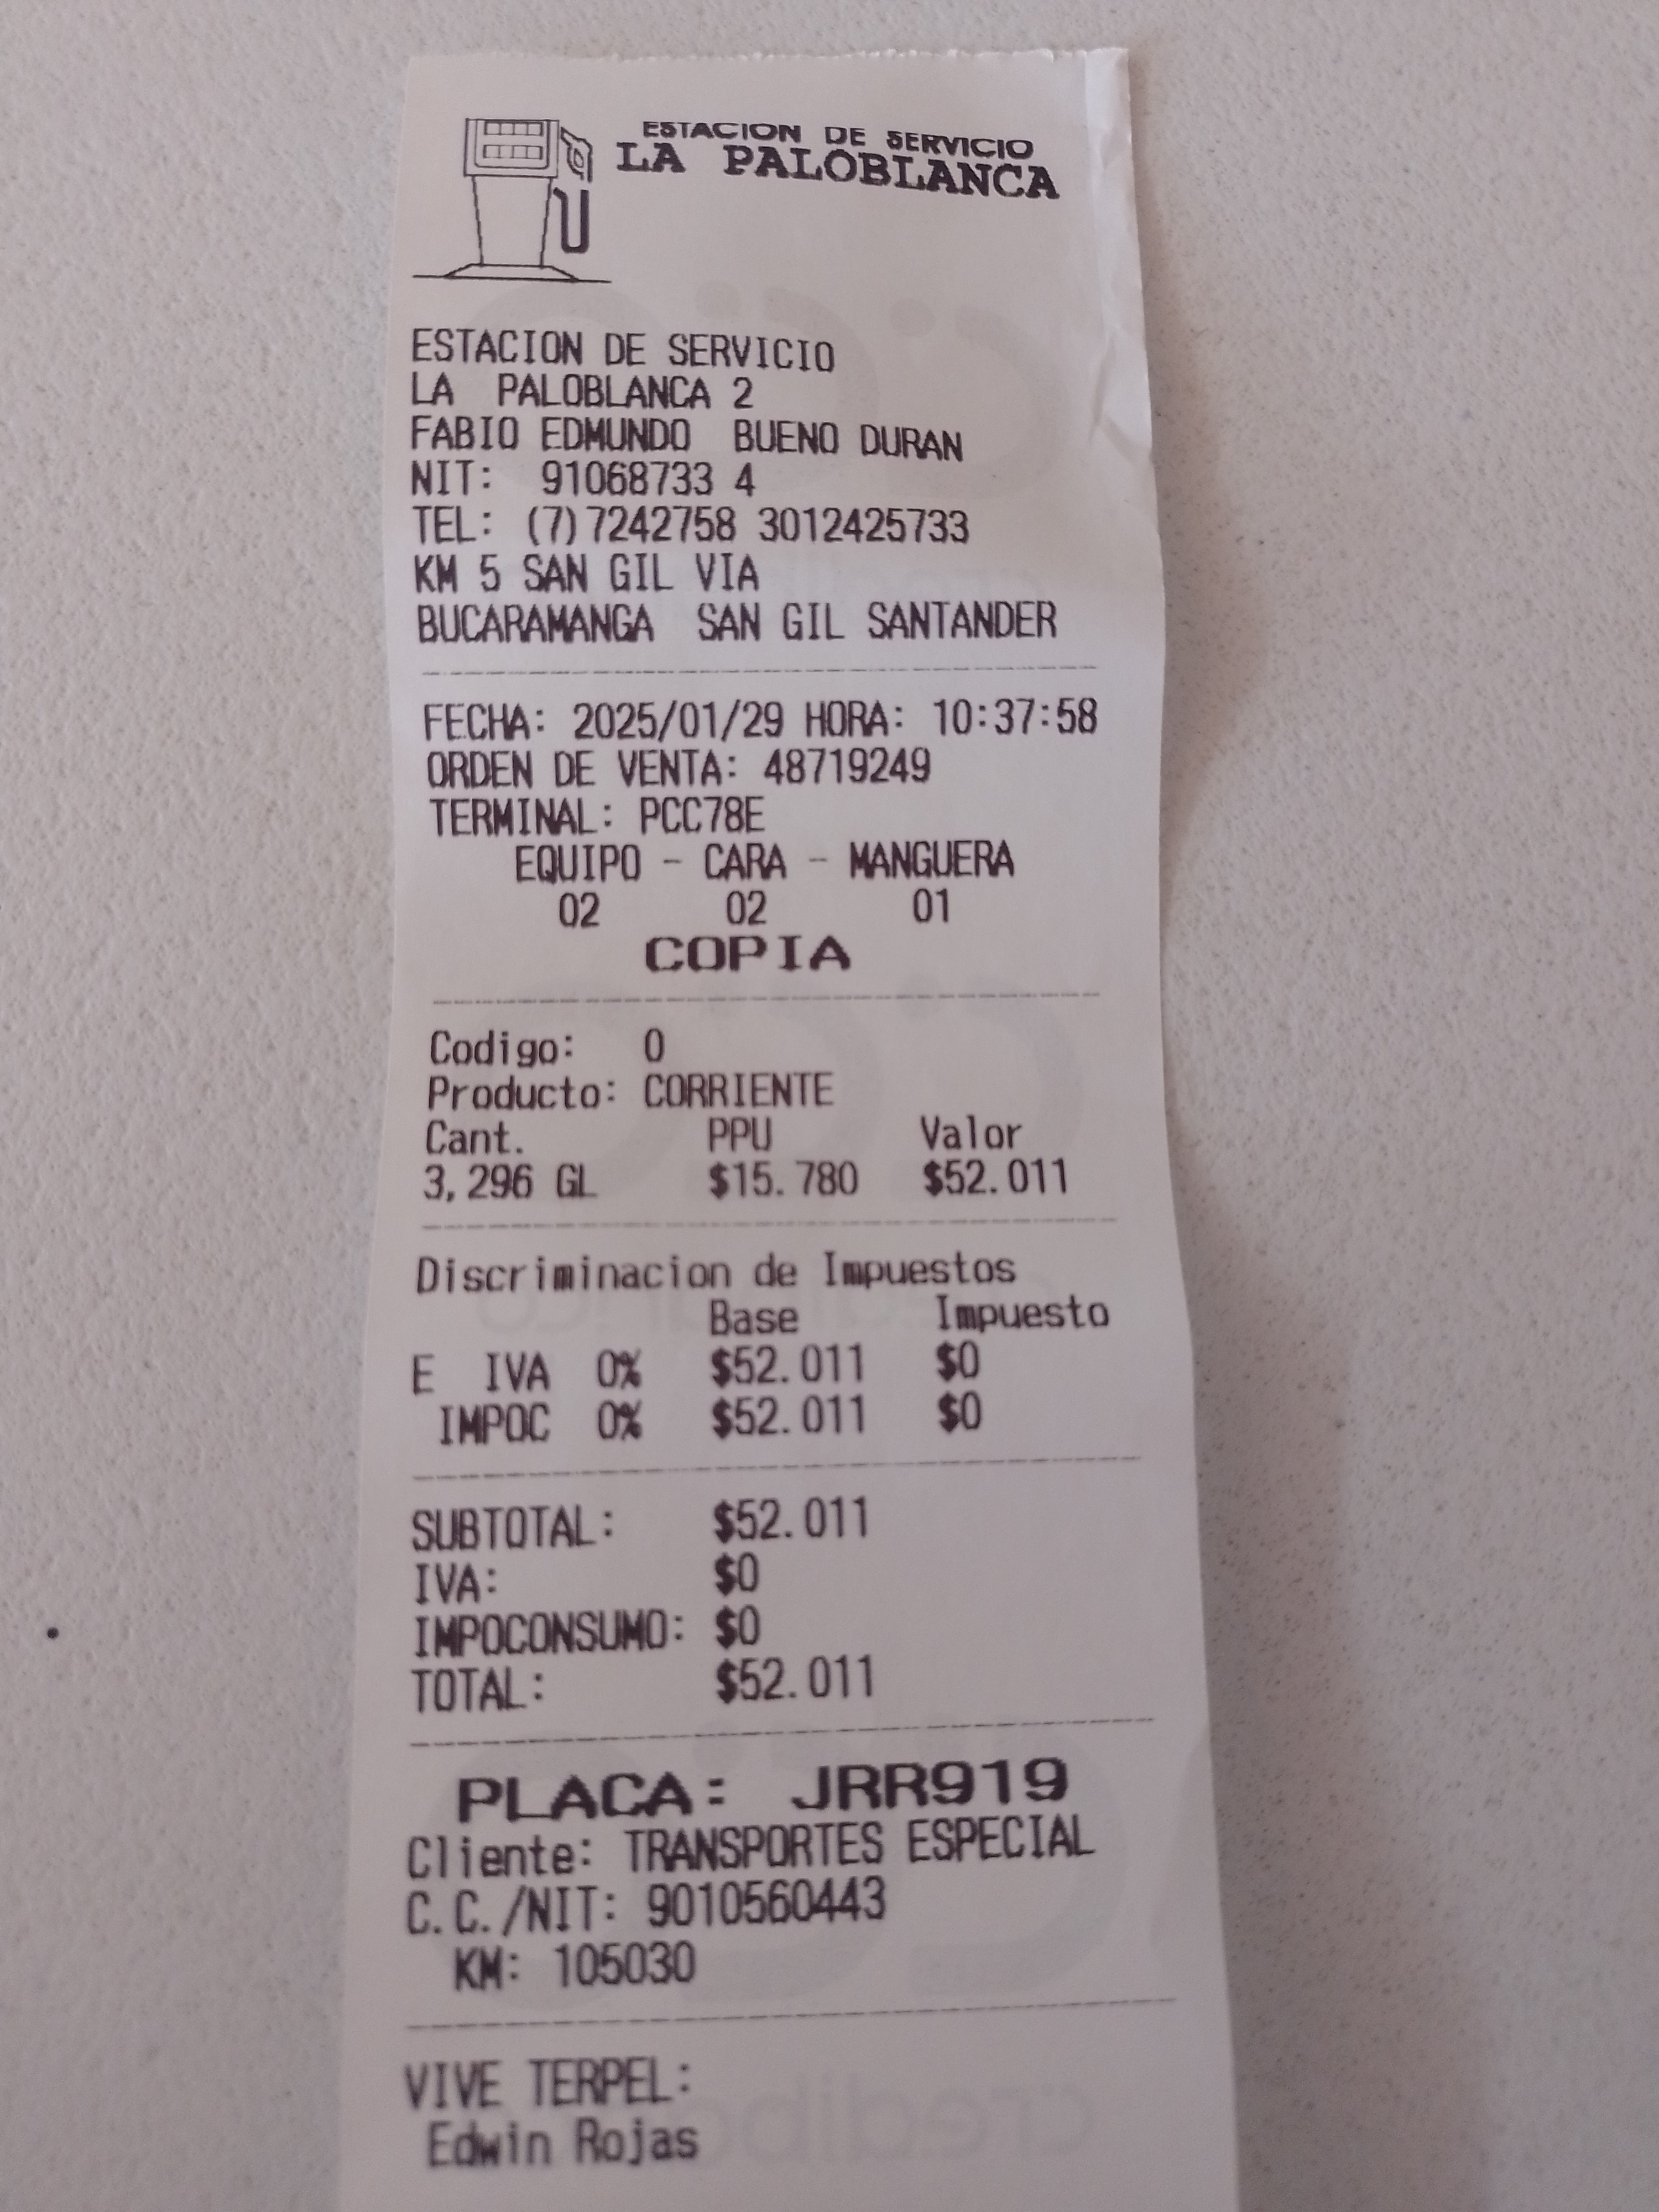 ESTACION DE SERVICIO
LA PALOBLANCA
ESTACION DE SERVICIO
LA PALOBLANCA 2
FABIO EDMUNDO BUENO DURAN
NIT: 91068733 4
TEL: (7)7242758 3012425733
KM 5 SAN GIL VIA
BUCARAMANGA SAN GIL SANTANDER
FECHA: 2025/01/29 HORA: 10:37:58
ORDEN DE VENTA: 48719249
TERMINAL: PCC78E
EQUIPO - CARA - MANGUERA
02 02 01
COPIA
Codigo: 0
Producto: CORRIENTE
Cant. PPU Valor
3,296 GL $15.780 $52.011
Discriminacion de Impuestos
Base Impuesto
E IVA 0% $52.011 $0
IMPOC 0% $52.011 $0
SUBTOTAL: $52.011
IVA: $0
IMPOCONSUMO: $0
TOTAL: $52.011
PLACA: JRR919
Cliente: TRANSPORTES ESPECIAL
C.C./NIT: 9010560443
KM: 105030
VIVE TERPEL:
Edwin Rojas